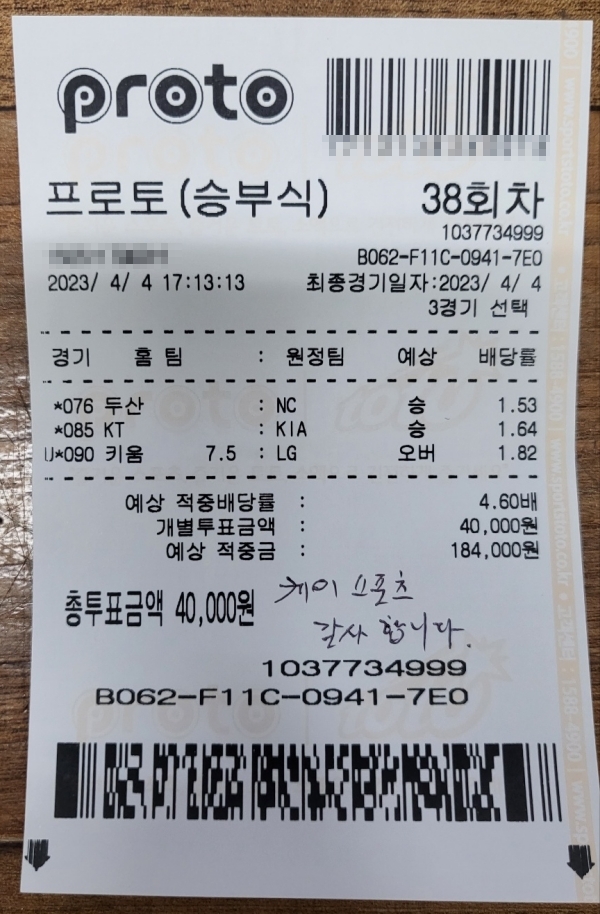 proto
프로토(승부식) 38회차
1037734999
B062-F11C-0941-7E0
2023/ 4/ 4 17:13:13 최종경기일자:2023/ 4/ 4
3경기 선택
경기 홈 팀 : 원정팀 예상 배당률
*076 두산 : NC 승 1.53
*085 KT : KIA 승 1.64
U*090 키움 7.5 : LG 오버 1.82
예상 적중배당률 : 4.60배
개별투표금액 : 40,000원
예상 적중금 : 184,000원
총투표금액 40,000원
케이 스포츠
감사 합니다.
1037734999
B062-F11C-0941-7E0